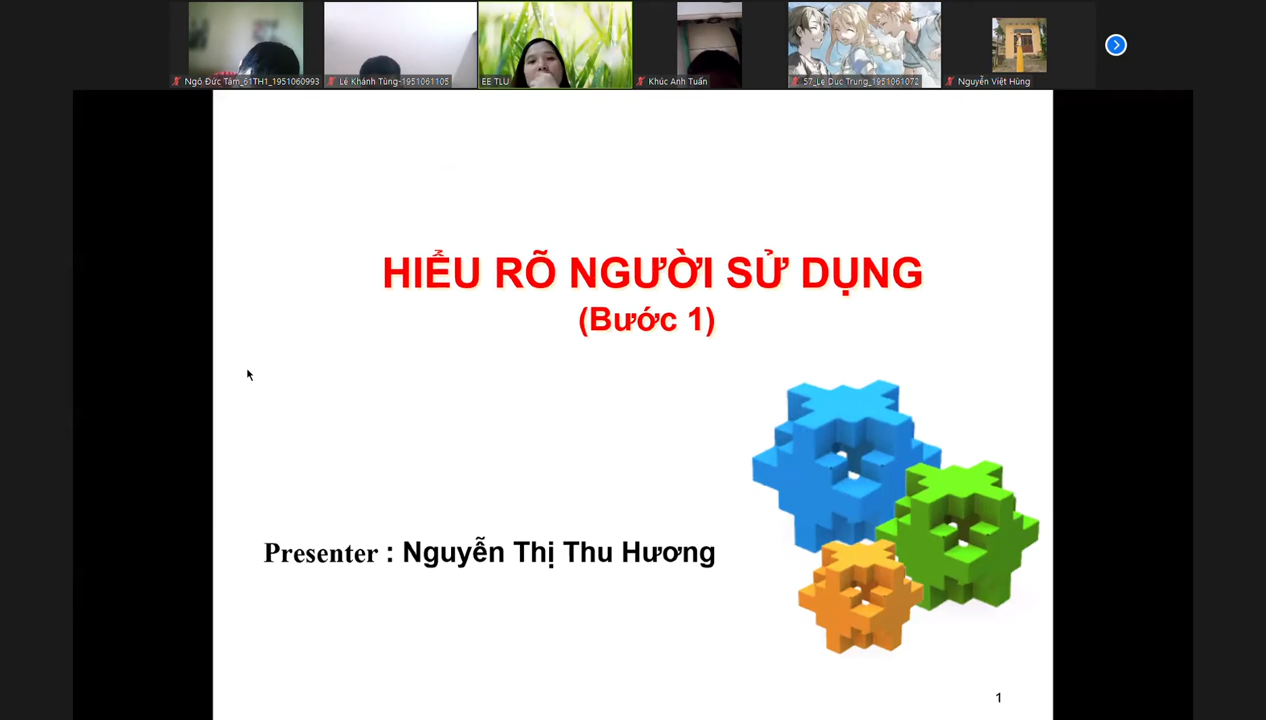 Ngô Đức Tâm_61TH1_1951060993
Lê Khánh Tùng-1951061105
EE TLU
Khúc Anh Tuấn
57_Le Duc Trung_1951061072
Nguyễn Việt Hùng
HIỂU RÕ NGƯỜI SỬ DỤNG
(Bước 1)
Presenter : Nguyễn Thị Thu Hương
1